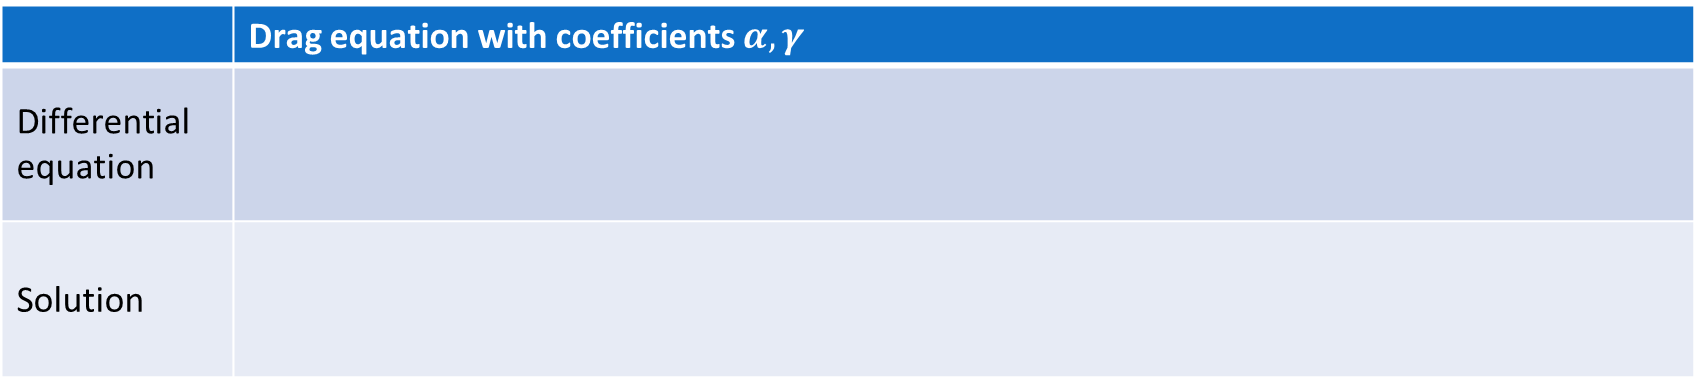 Drag equation with coefficients α, γ
Differential
equation
Solution